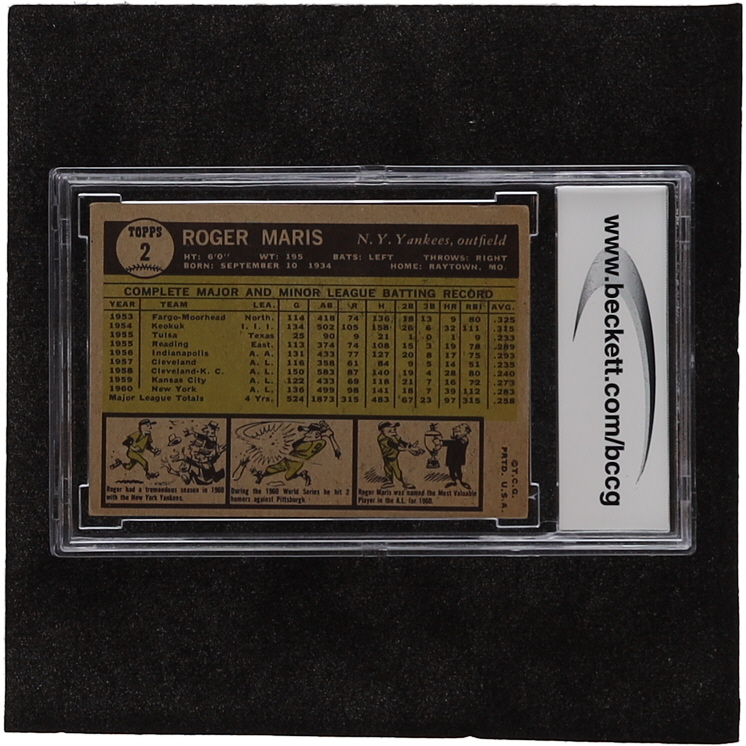 TOPPS
2
ROGER MARIS N. Y. Yankees, outfield
HT: 6'0" WT: 195 BATS: LEFT THROWS: RIGHT
BORN: SEPTEMBER 10 1934 HOME: RAYTOWN, MO.
COMPLETE MAJOR AND MINOR LEAGUE BATTING RECORD
YEAR TEAM LEA. G AB R H 2B 3B HR RBI AVG.
1953 Fargo-Moorhead North. 114 418 74 136 18 13 9 80 .325
1954 Keokuk I. I. I. 134 502 105 158 26 6 32 111 .315
1955 Tulsa Texas 25 90 9 21 1 0 1 9 .233
1955 Reading East. 113 374 74 108 15 3 19 78 .289
1956 Indianapolis A. A. 131 433 77 127 20 8 17 75 .293
1957 Cleveland A. L. 116 358 61 84 9 5 14 51 .235
1958 Cleveland-K. C. A. L. 150 583 87 140 19 4 28 80 .240
1959 Kansas City A. L. 122 433 69 118 21 7 16 72 .273
1960 New York A. L. 136 499 98 141 18 7 39 112 .283
Major League Totals 4 Yrs. 524 1873 315 483 67 23 97 315 .258
Roger had a tremendous season in 1960
with the New York Yankees.
During the 1960 World Series he hit 2
homers against Pittsburgh.
Roger Maris was named the Most Valuable
Player in the A.L. for 1960.
©T.C.G.
PRTD. U.S.A.
www.beckett.com/bccg